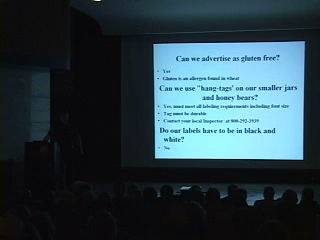 Can we advertise as gluten free?
• Yes
• Gluten is an allergen found in wheat
Can we use "hang-tags' on our smaller jars
and honey bears?
• Yes, must meet all labeling requirements including font size
• Tag must be durable
• Contact your local Inspector at 800-292-3939
Do our labels have to be in black and
white?
• No